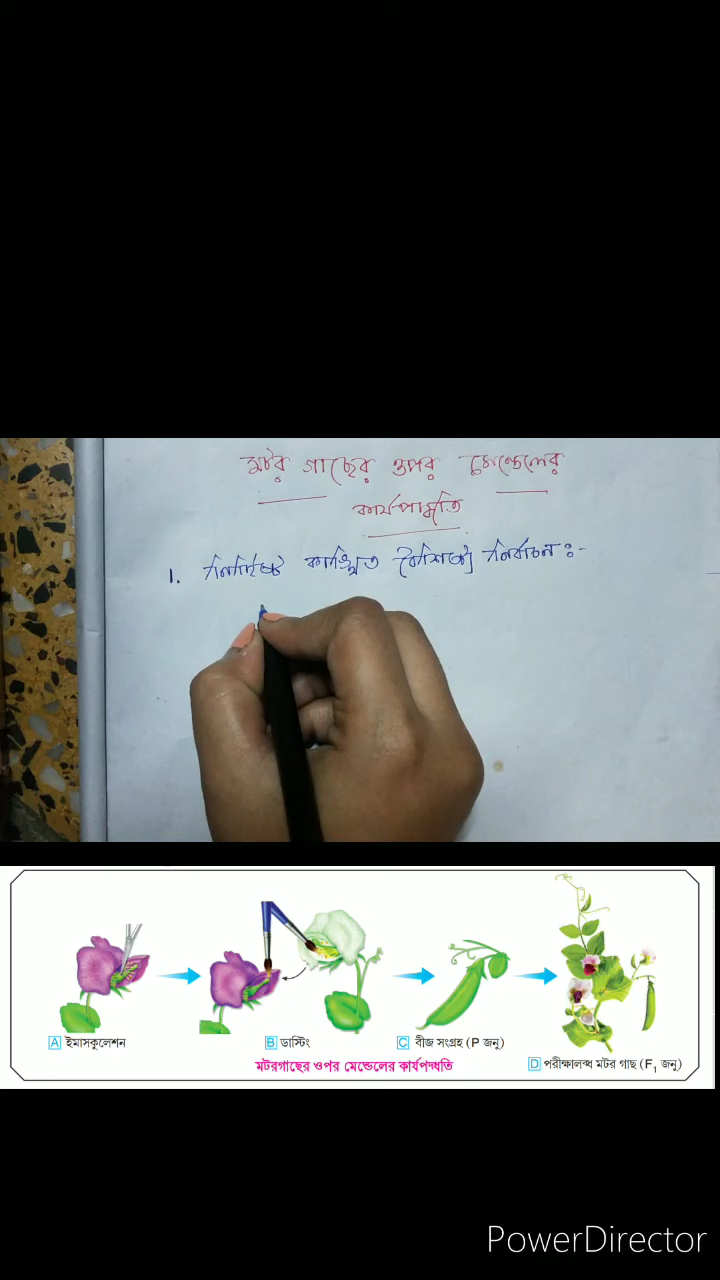 মটর গাছের ওপর মেন্ডেলের
কার্যপদ্ধতি
1. নির্দিষ্ট কাঙ্খিত বৈশিষ্ট্য নির্বাচন :-
A ইমাসকুলেশন
B ডাস্টিং
C বীজ সংগ্রহ (P জনু)
D পরীক্ষালব্ধ মটর গাছ (F₁ জনু)
মটরগাছের ওপর মেন্ডেলের কার্যপদ্ধতি
PowerDirector